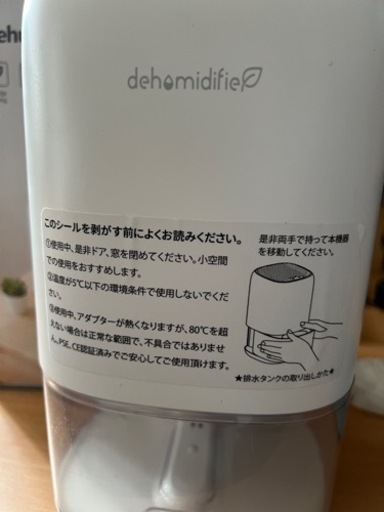 dehumidifier
このシールを剥がす前によくお読みください。
①使用中、是非ドア、窓を閉めてください。小空間
での使用をおすすめします。
②温度が5℃以下の環境条件で使用しないでくだ
さい。
③使用中、アダプターが熱くなりますが、80℃を超
えない場合は正常な範囲で、不具合ではありませ
ん。PSE、CE認証済みでご安心してご使用頂けます。
是非両手で持って本機器
を移動してください。
★排水タンクの取り出しかた★